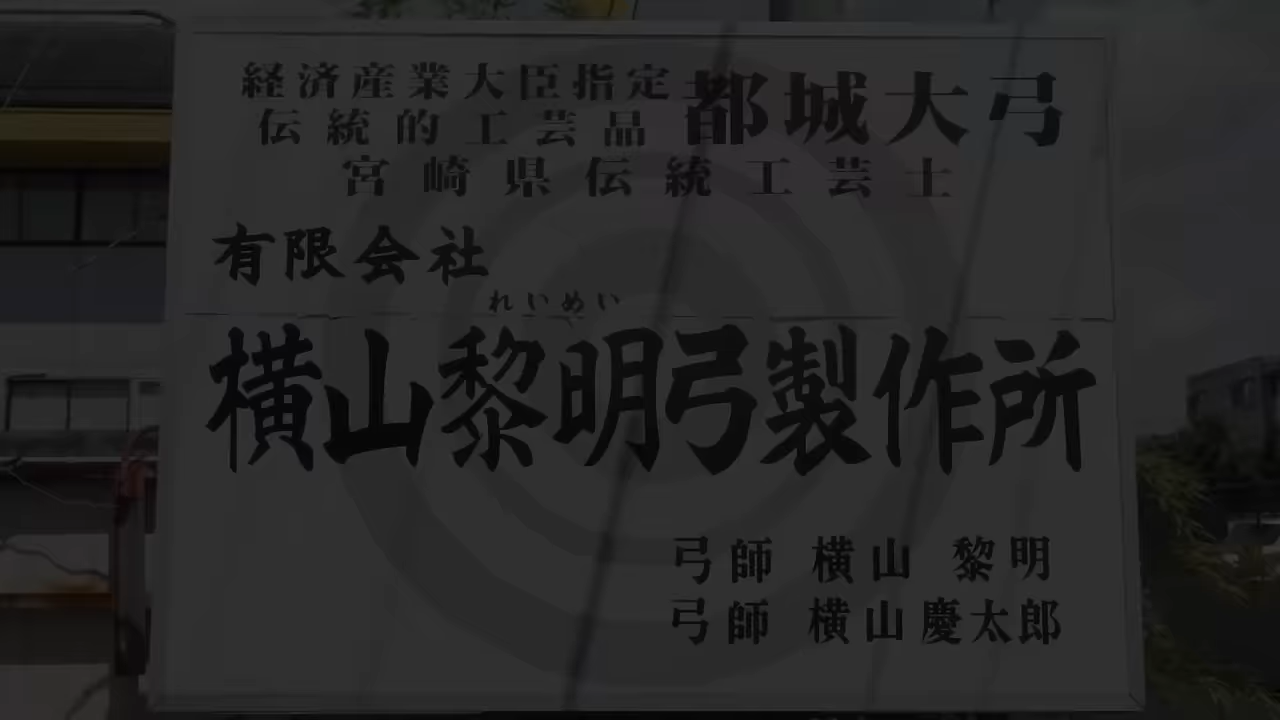 経済産業大臣指定
伝統的工芸品 都城大弓
宮崎県伝統工芸士
有限会社
れいめい
横山黎明弓製作所
弓師 横山 黎明
弓師 横山慶太郎